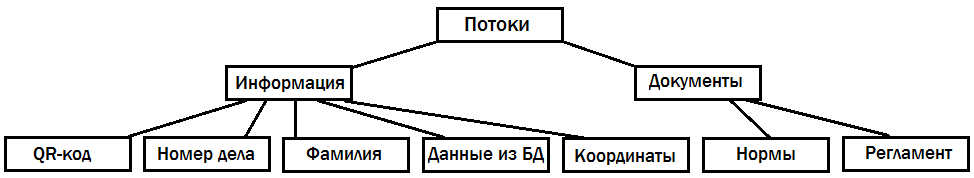 Потоки
Информация
Документы
QR-код
Номер дела
Фамилия
Данные из БД
Координаты
Нормы
Регламент